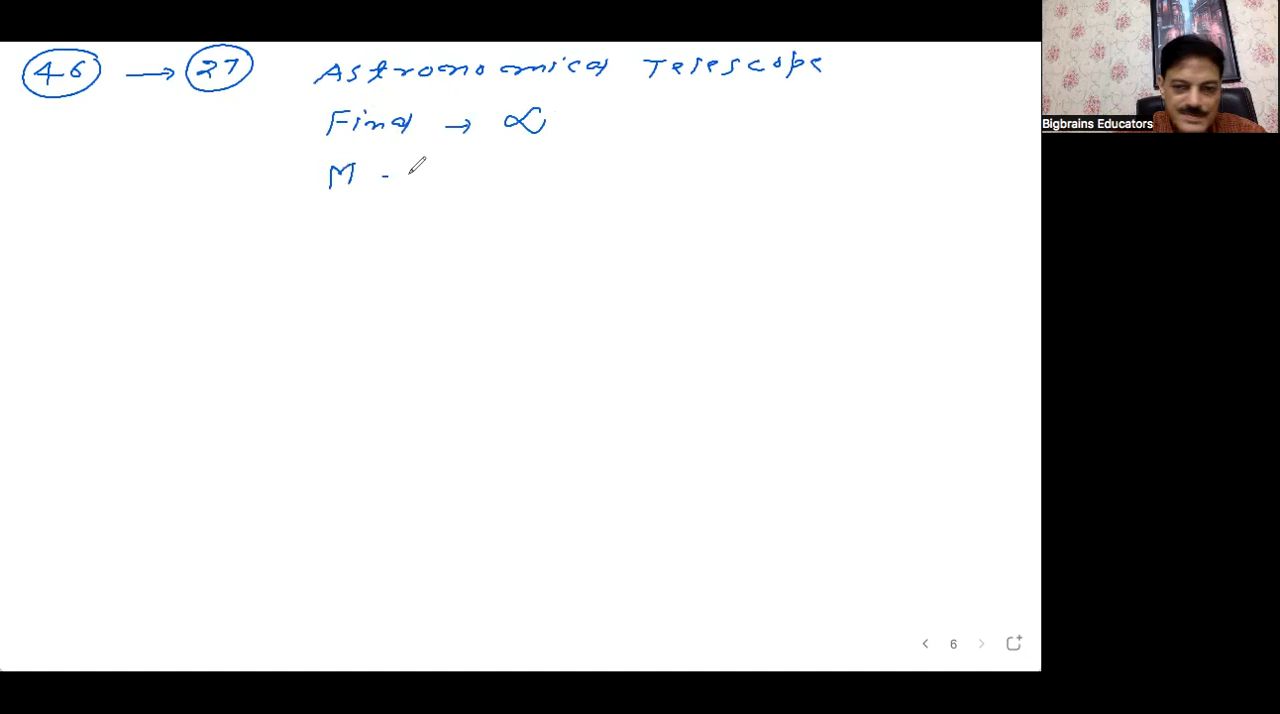 46 → 27 Astronomical Telescope
Final → ∝
M -
Bigbrains Educators
< 6 >